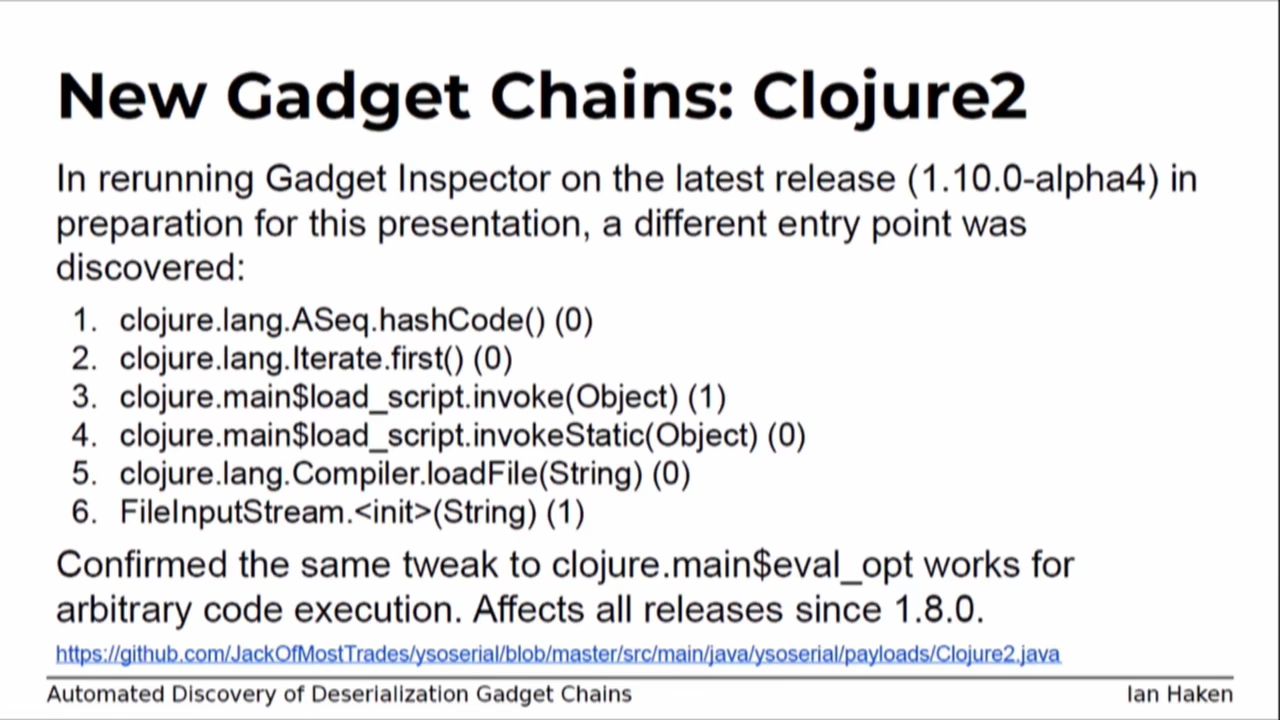 New Gadget Chains: Clojure2
In rerunning Gadget Inspector on the latest release (1.10.0-alpha4) in
preparation for this presentation, a different entry point was
discovered:
1. clojure.lang.ASeq.hashCode() (0)
2. clojure.lang.Iterate.first() (0)
3. clojure.main$load_script.invoke(Object) (1)
4. clojure.main$load_script.invokeStatic(Object) (0)
5. clojure.lang.Compiler.loadFile(String) (0)
6. FileInputStream.<init>(String) (1)
Confirmed the same tweak to clojure.main$eval_opt works for
arbitrary code execution. Affects all releases since 1.8.0.
https://github.com/JackOfMostTrades/ysoserial/blob/master/src/main/java/ysoserial/payloads/Clojure2.java
Automated Discovery of Deserialization Gadget Chains
Ian Haken